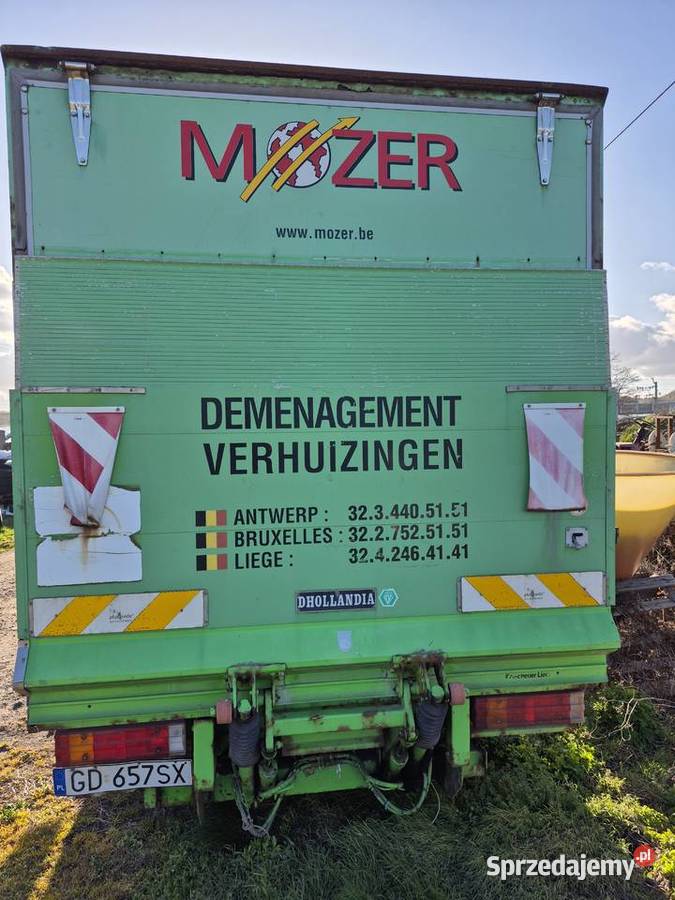 MOZER
www.mozer.be
DEMENAGEMENT
VERHUIZINGEN
ANTWERP : 32.3.440.51.51
BRUXELLES : 32.2.752.51.51
LIEGE : 32.4.246.41.41
DHOLLANDIA
PL GD 657SX
Sprzedajemy.pl